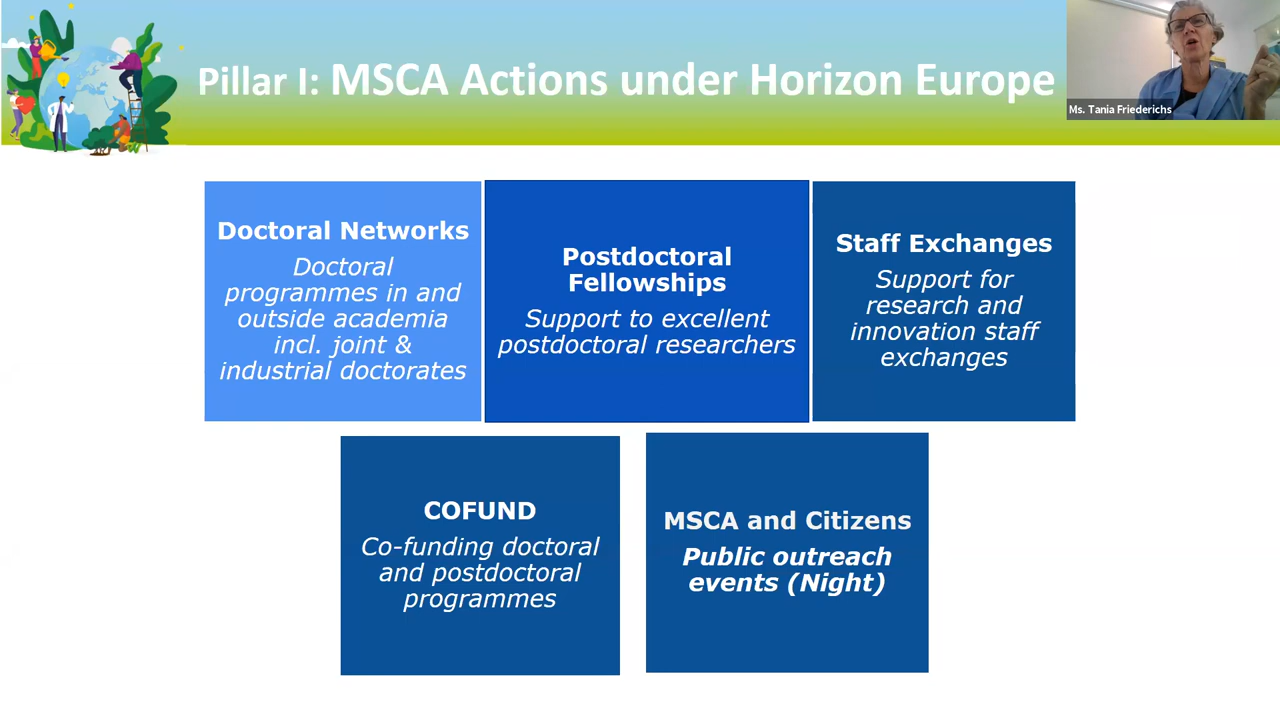 Pillar I: MSCA Actions under Horizon Europe
Ms. Tania Friederichs
Doctoral Networks
Doctoral
programmes in and
outside academia
incl. joint &
industrial doctorates
Postdoctoral
Fellowships
Support to excellent
postdoctoral researchers
Staff Exchanges
Support for
research and
innovation staff
exchanges
COFUND
Co-funding doctoral
and postdoctoral
programmes
MSCA and Citizens
Public outreach
events (Night)